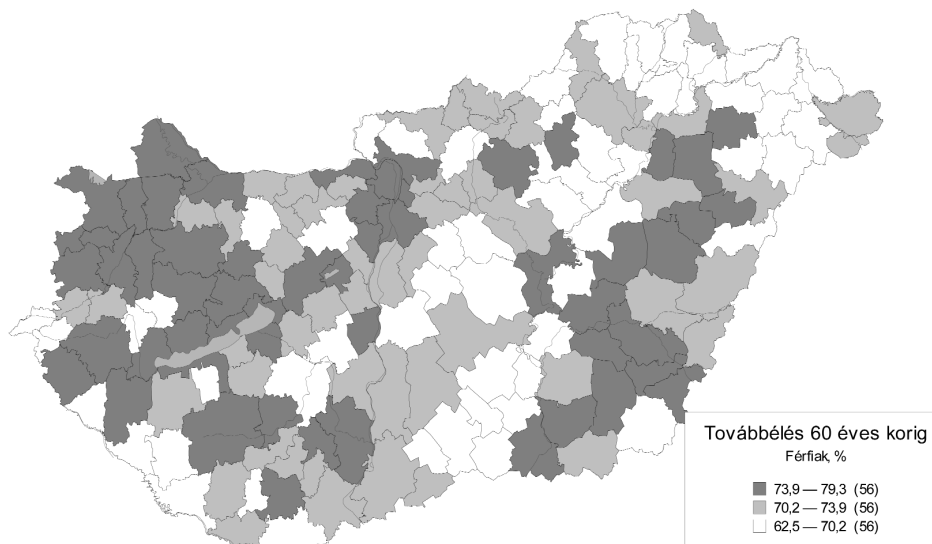 Továbbélés 60 éves korig
Férfiak, %
73,9 — 79,3 (56)
70,2 — 73,9 (56)
62,5 — 70,2 (56)